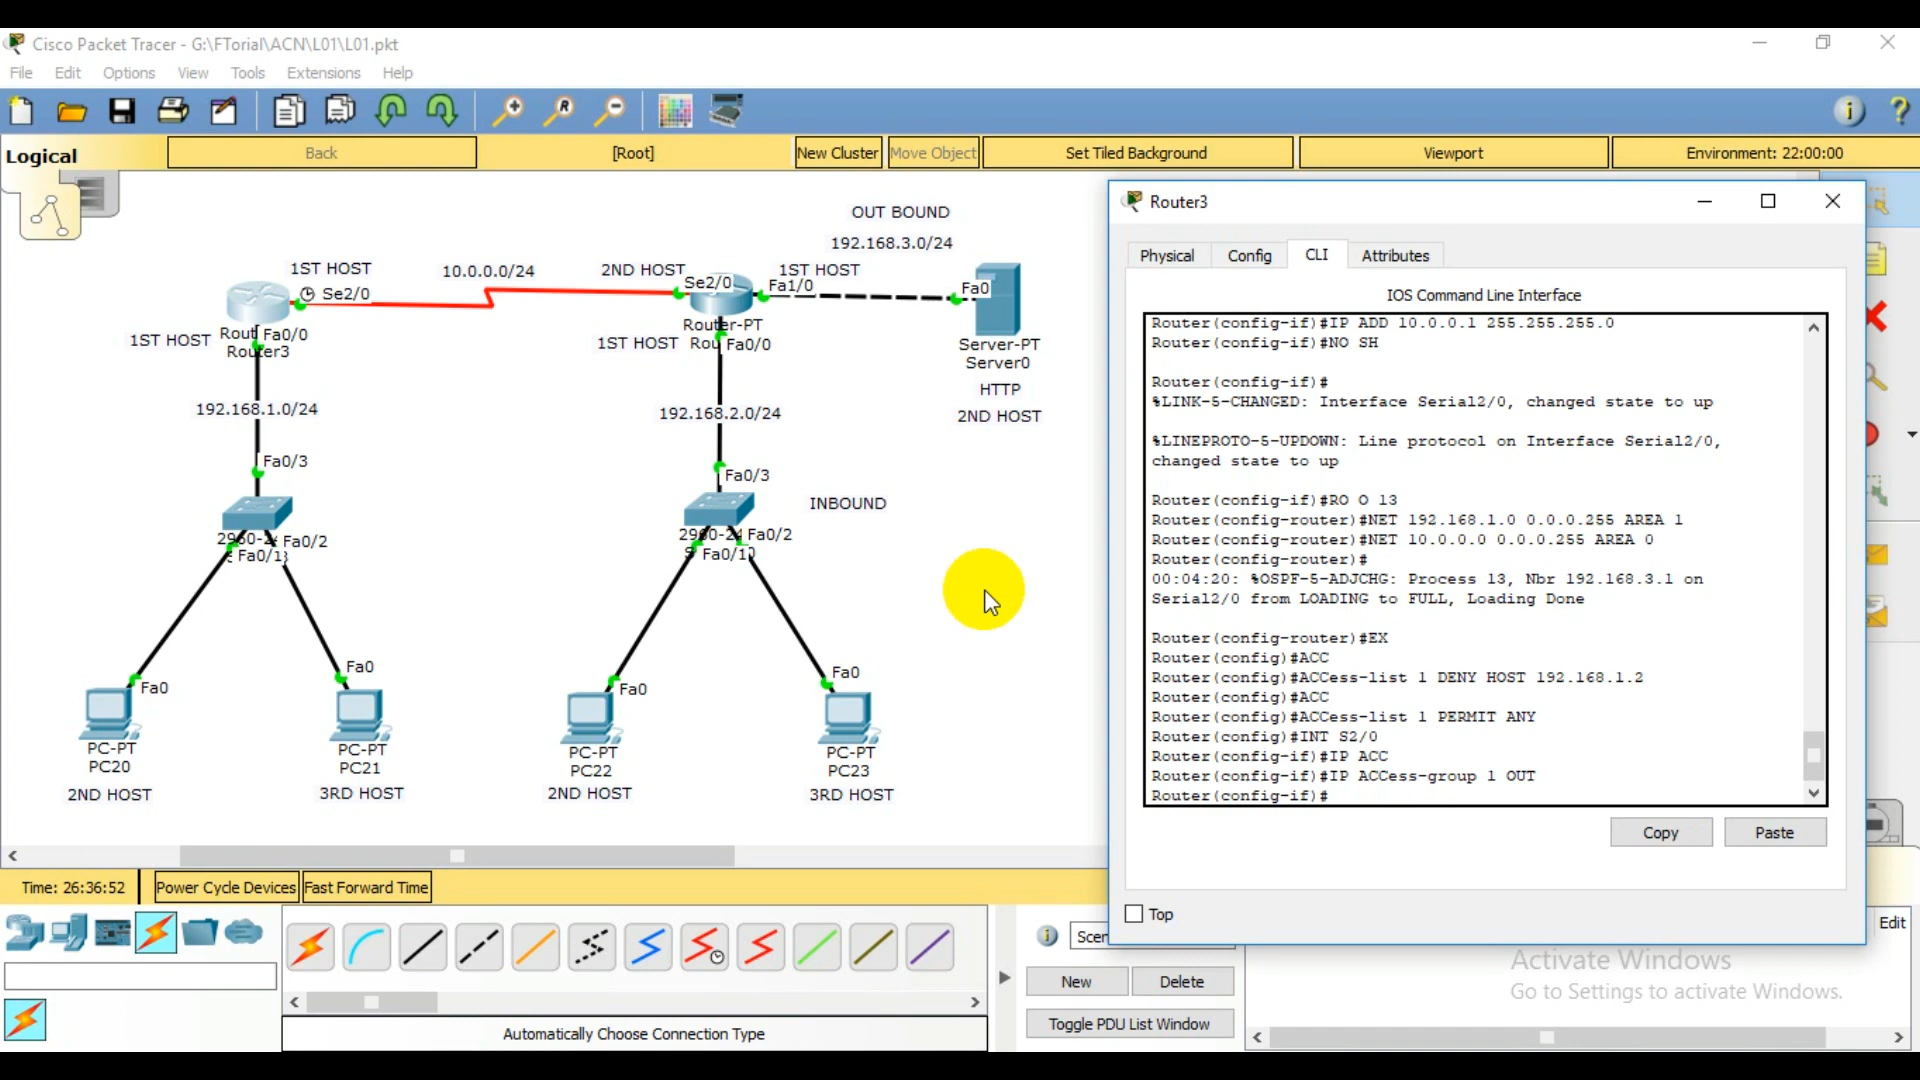 Cisco Packet Tracer - G:\FTorial\ACN\L01\L01.pkt
File Edit Options View Tools Extensions Help
Logical
Back
[Root]
New Cluster
Move Object
Set Tiled Background
Viewport
Environment: 22:00:00
OUT BOUND
192.168.3.0/24
1ST HOST
10.0.0.0/24
2ND HOST
1ST HOST
Se2/0
Se2/0
Fa1/0
Fa0
1ST HOST
Fa0/0
Router3
Router-PT
1ST HOST
Fa0/0
Server-PT
Server0
HTTP
2ND HOST
192.168.1.0/24
192.168.2.0/24
Fa0/3
Fa0/3
INBOUND
Fa0/2
Fa0/1
Fa0/2
Fa0/1
Fa0
Fa0
Fa0
Fa0
PC-PT
PC20
2ND HOST
PC-PT
PC21
3RD HOST
PC-PT
PC22
2ND HOST
PC-PT
PC23
3RD HOST
Router3
Physical Config CLI Attributes
IOS Command Line Interface
Router(config-if)#IP ADD 10.0.0.1 255.255.255.0
Router(config-if)#NO SH
Router(config-if)#
%LINK-5-CHANGED: Interface Serial2/0, changed state to up
%LINEPROTO-5-UPDOWN: Line protocol on Interface Serial2/0,
changed state to up
Router(config-if)#RO O 13
Router(config-router)#NET 192.168.1.0 0.0.0.255 AREA 1
Router(config-router)#NET 10.0.0.0 0.0.0.255 AREA 0
Router(config-router)#
00:04:20: %OSPF-5-ADJCHG: Process 13, Nbr 192.168.3.1 on
Serial2/0 from LOADING to FULL, Loading Done
Router(config-router)#EX
Router(config)#ACC
Router(config)#ACCess-list 1 DENY HOST 192.168.1.2
Router(config)#ACC
Router(config)#ACCess-list 1 PERMIT ANY
Router(config)#INT S2/0
Router(config-if)#IP ACC
Router(config-if)#IP ACCess-group 1 OUT
Router(config-if)#
Copy
Paste
Top
Time: 26:36:52
Power Cycle Devices
Fast Forward Time
Edit
New
Delete
Toggle PDU List Window
Automatically Choose Connection Type
Activate Windows
Go to Settings to activate Windows.